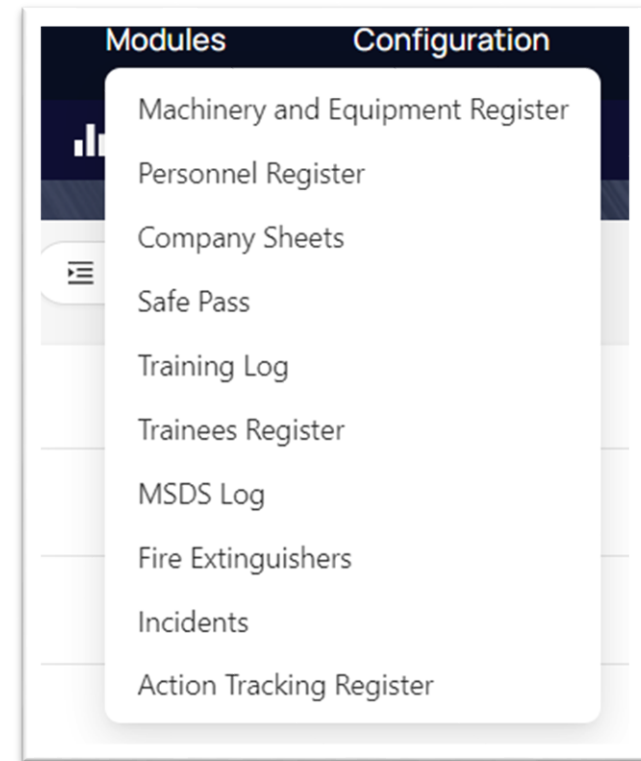 Modules Configuration
Machinery and Equipment Register
Personnel Register
Company Sheets
Safe Pass
Training Log
Trainees Register
MSDS Log
Fire Extinguishers
Incidents
Action Tracking Register